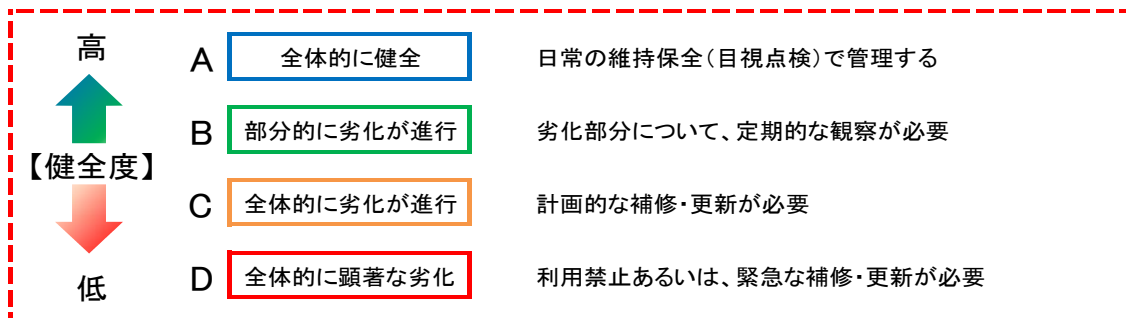 高
A 全体的に健全 日常の維持保全(目視点検)で管理する
B 部分的に劣化が進行 劣化部分について、定期的な観察が必要
【健全度】
C 全体的に劣化が進行 計画的な補修・更新が必要
D 全体的に顕著な劣化 利用禁止あるいは、緊急な補修・更新が必要
低